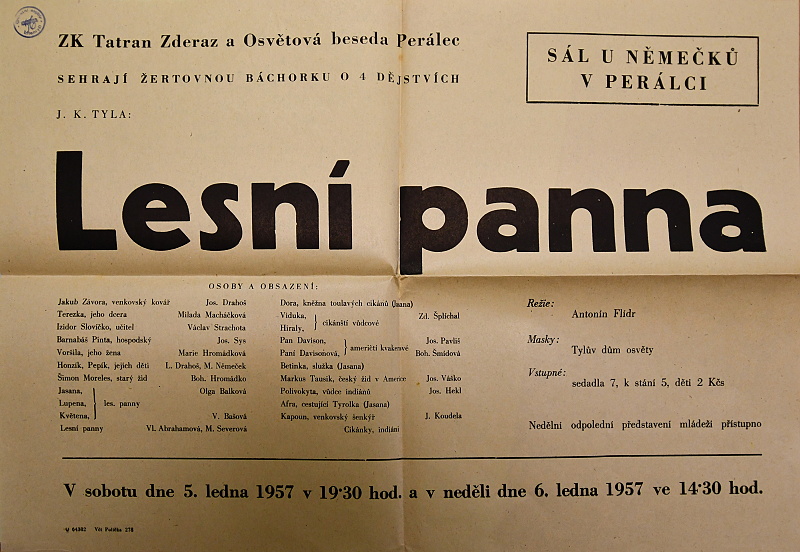 ZK Tatran Zderaz a Osvětová beseda Perálec
SEHRAJÍ ŽERTOVNOU BÁCHORKU O 4 DĚJSTVÍCH
J. K. TYLA:
SÁL U NĚMEČKŮ
V PERÁLCI
Lesní panna
OSOBY A OBSAZENÍ:
Jakub Závora, venkovský kovář Jos. Drahoš
Terezka, jeho dcera Milada Macháčková
Izidor Slovíčko, učitel Václav Strachota
Barnabáš Pinta, hospodský Jos. Sys
Voršila, jeho žena Marie Hromádková
Honzík, Pepík, jejich děti L. Drahoš, M. Němeček
Šimon Moreles, starý žid Boh. Hromádko
Jasana, Olga Balková
Lupena, les. panny
Květena, V. Bašová
Lesní panny Vl. Abrahamová, M. Severová
Dora, kněžna toulavých cikánů (Jasana)
Viduka, Zd. Šplíchal
cikánští vůdcové
Hiraly,
Pan Davison, Jos. Pavliš
američtí kvakeuvé
Paní Davisonová, Boh. Šmídová
Betinka, služka (Jasana)
Markus Tausik, český žid v Americe Jos. Váško
Polivokyta, vůdce indiánů Jos. Hekl
Afra, cestující Tyrolka (Jasana)
Kapoun, venkovský šenkýř J. Koudela
Cikánky, indiáni
Režie:
Antonín Flídr
Masky:
Tylův dům osvěty
Vstupné:
sedadla 7, k stání 5, děti 2 Kčs
Nedělní odpolední představení mládeži přístupno
V sobotu dne 5. ledna 1957 v 19·30 hod. a v neděli dne 6. ledna 1957 ve 14·30 hod.
64382 Včt Polička 278